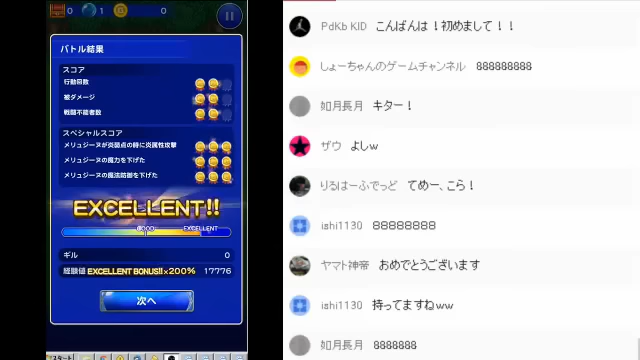 0 1 0
バトル結果
スコア
行動回数
被ダメージ
戦闘不能者数
スペシャルスコア
メリュジーヌが炎弱点の時に炎属性攻撃
メリュジーヌの魔力を下げた
メリュジーヌの魔法防御を下げた
EXCELLENT!!
EXCELLENT
ギル 0
経験値 EXCELLENT BONUS!!×200% 17776
次へ
スタート
PdKb KID こんばんは！初めまして！！
しょーちゃんのゲームチャンネル 888888888
如月長月 キター！
ザウ よしw
りるはーふでっど てめー、こら！
ishi1130 88888888
ヤマト神帝 おめでとうございます
ishi1130 持ってますねww
如月長月 8888888